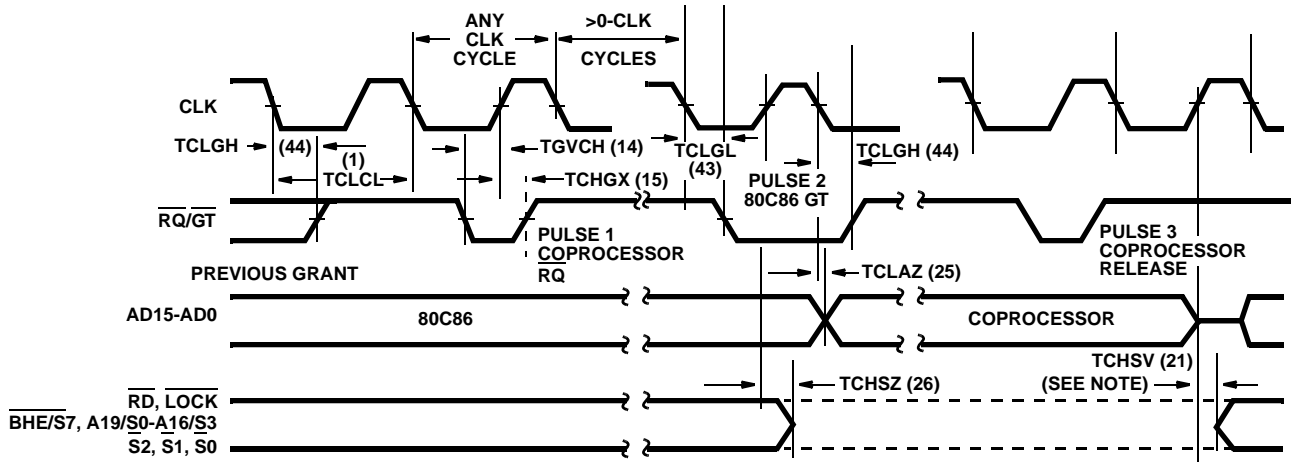 ANY
CLK
CYCLE
>0-CLK
CYCLES
CLK
TCLGH
(44)
(1)
TCLCL
TGVCH (14)
TCHGX (15)
TCLGL
(43)
TCLGH (44)
PULSE 2
80C86 GT
RQ/GT
PREVIOUS GRANT
PULSE 1
COPROCESSOR
RQ
PULSE 3
COPROCESSOR
RELEASE
TCLAZ (25)
AD15-AD0
80C86
COPROCESSOR
TCHSV (21)
(SEE NOTE)
TCHSZ (26)
RD, LOCK
BHE/S7, A19/S0-A16/S3
S2, S1, S0